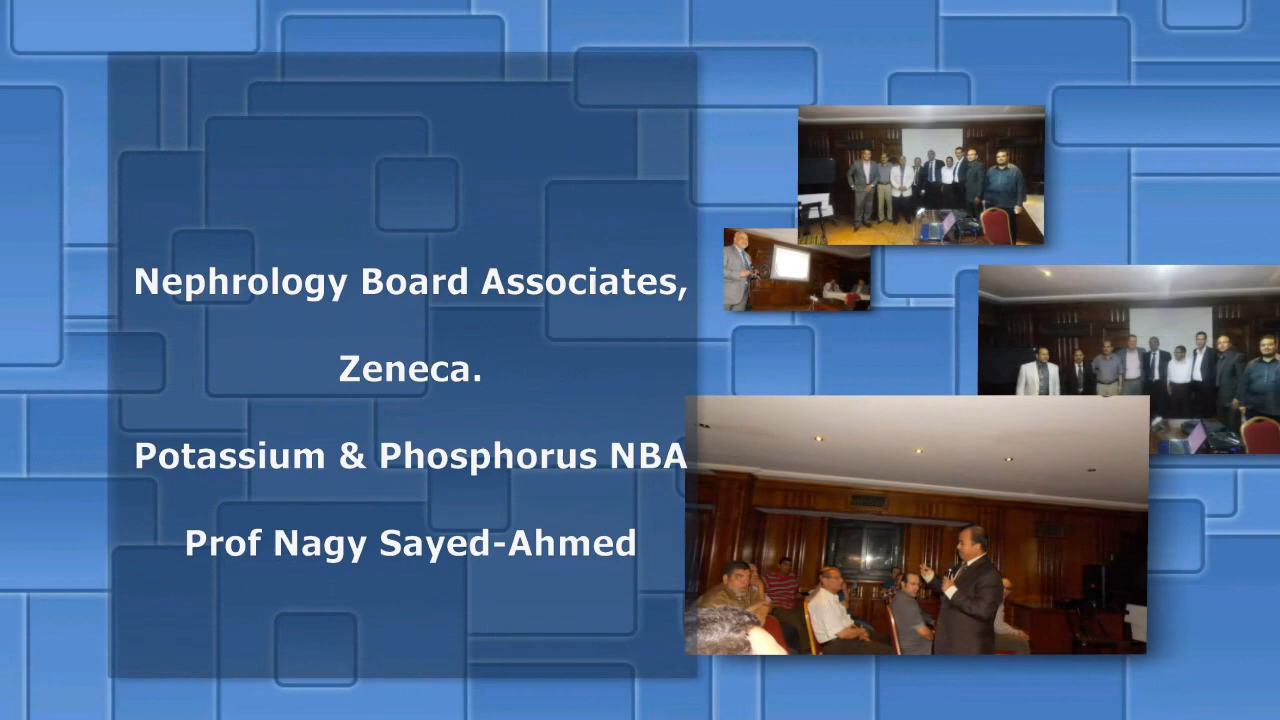 Nephrology Board Associates,
Zeneca.
Potassium & Phosphorus NBA
Prof Nagy Sayed-Ahmed